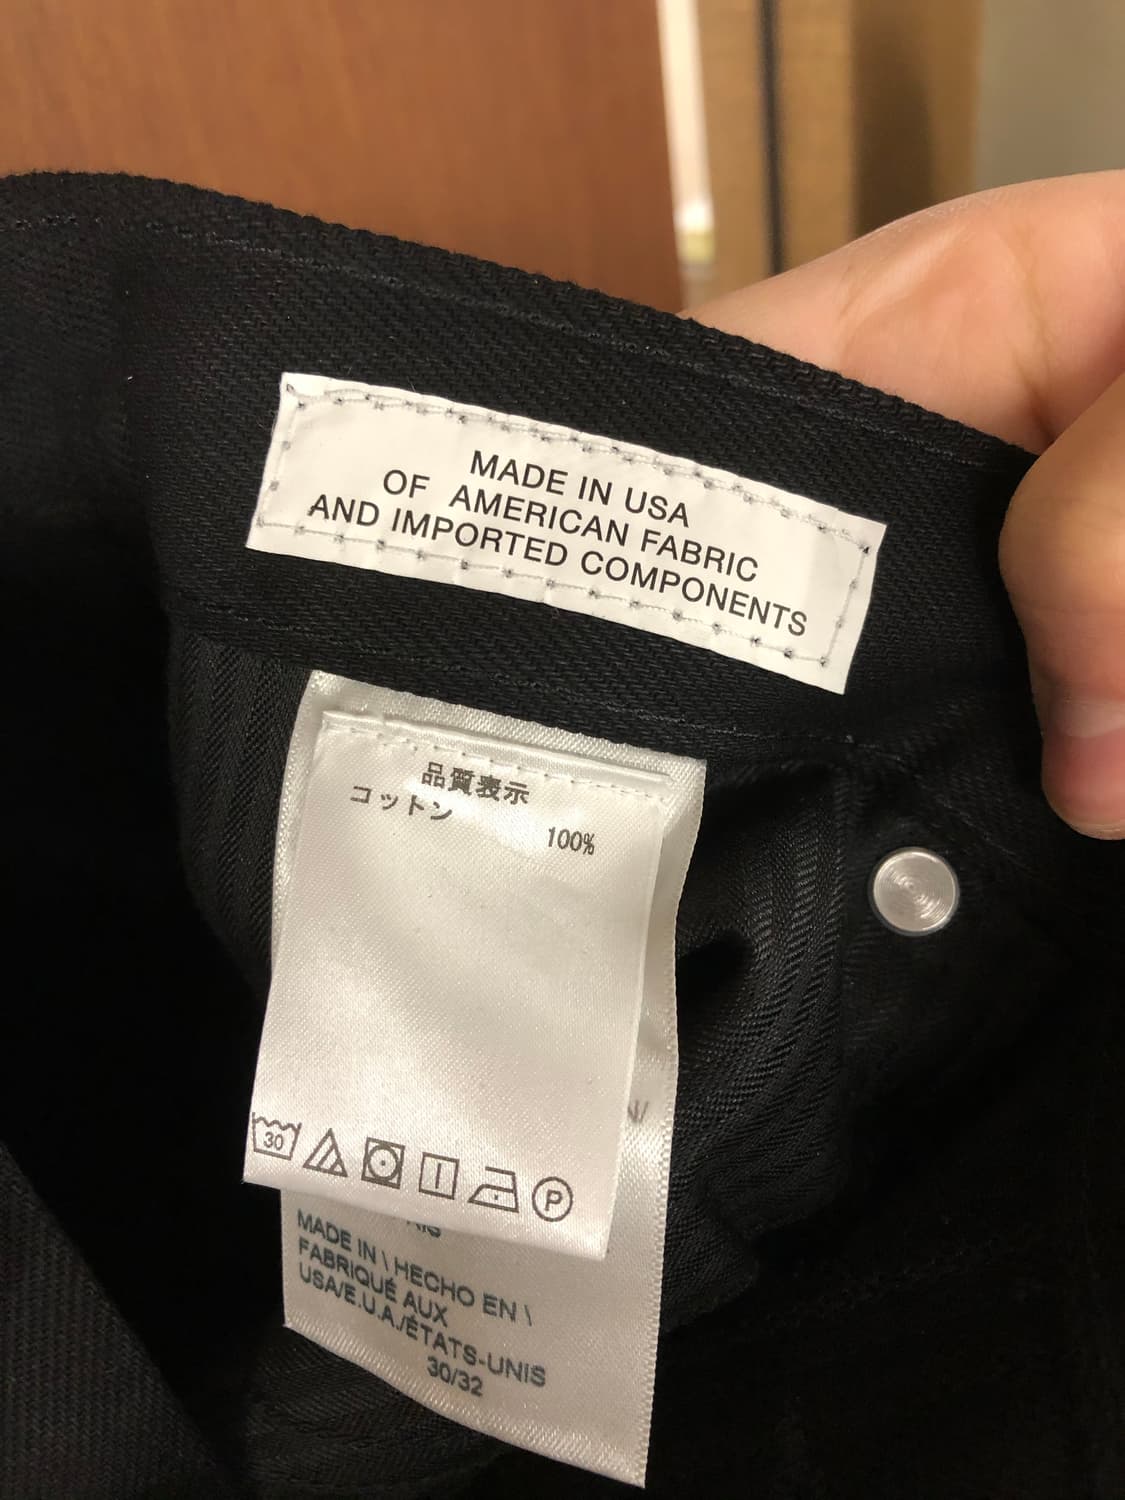 MADE IN USA
OF AMERICAN FABRIC
AND IMPORTED COMPONENTS
品質表示
コットン 100%
30
P
MADE IN \ HECHO EN \
FABRIQUÉ AUX
USA/E.U.A./ÉTATS-UNIS
30/32